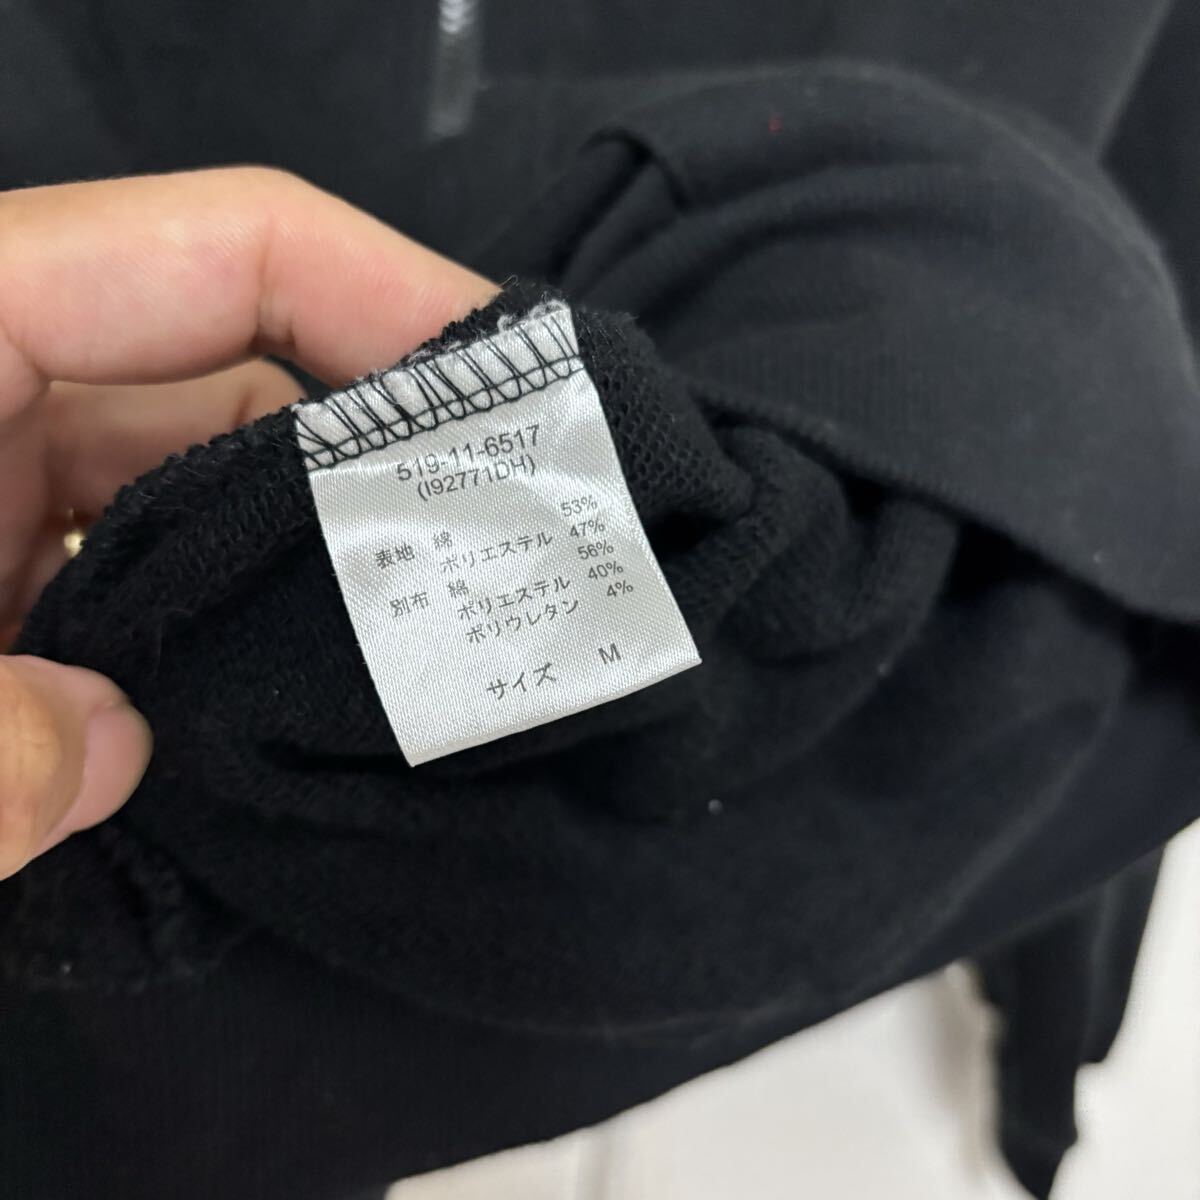 519-11-6517
(I92771DH)
表地 綿 53%
ポリエステル 47%
別布 綿 56%
ポリエステル 40%
ポリウレタン 4%
サイズ M